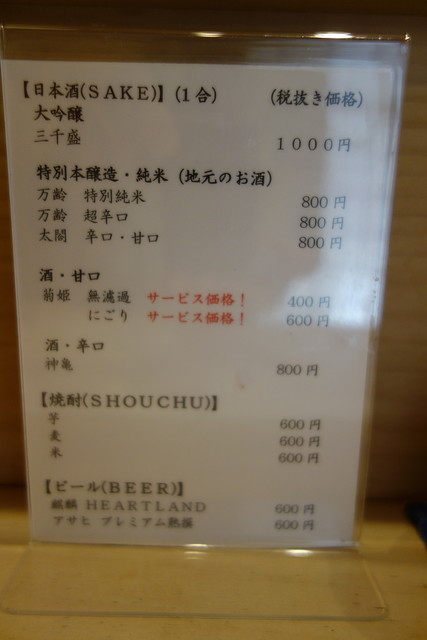 【日本酒(SAKE)】(1合) (税抜き価格)
大吟醸
三千盛 1000円
特別本醸造・純米(地元のお酒)
万齢 特別純米 800円
万齢 超辛口 800円
太閤 辛口・甘口 800円
酒・甘口
菊姫 無濾過 サービス価格! 400円
にごり サービス価格! 600円
酒・辛口
神亀 800円
【焼酎(SHOUCHU)】
芋 600円
麦 600円
米 600円
【ビール(BEER)】
麒麟 HEARTLAND 600円
アサヒ プレミアム熟撰 600円